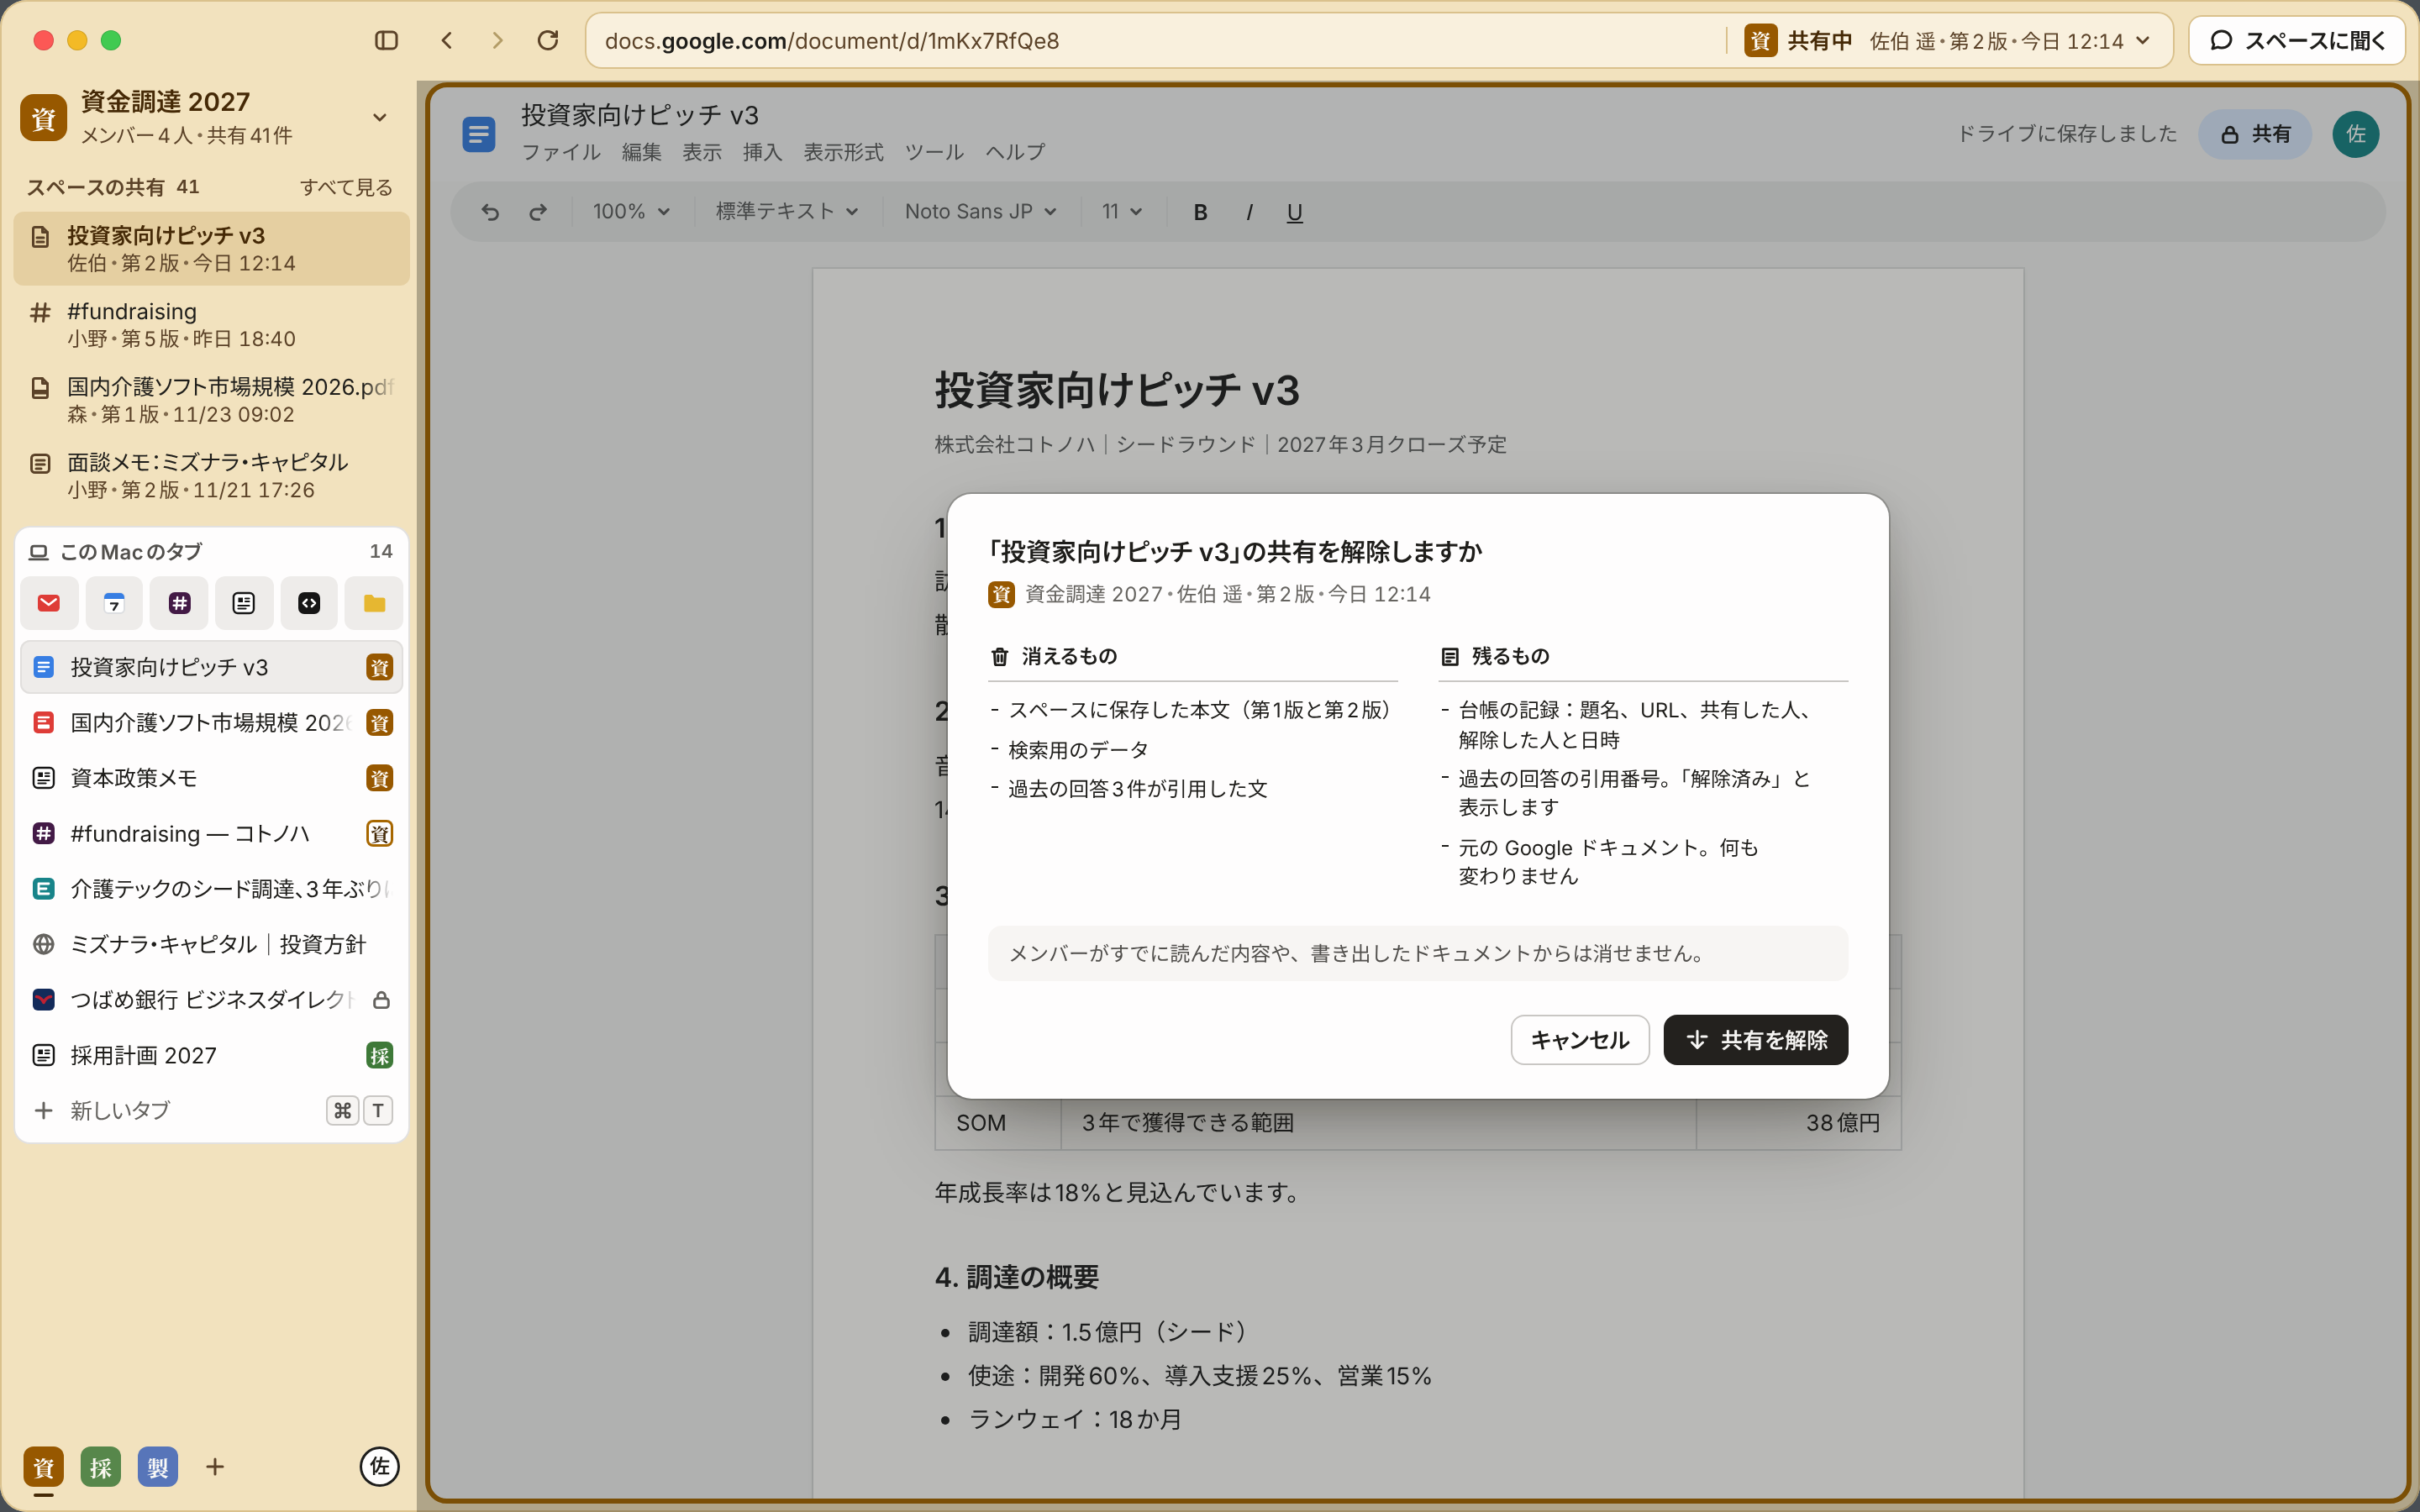 docs.google.com/document/d/1mKx7RfQe8
資 共有中 佐伯 遥・第2版・今日 12:14
スペースに聞く
資 資金調達 2027
メンバー4人・共有41件
スペースの共有 41 すべて見る
投資家向けピッチ v3
佐伯・第2版・今日 12:14
#fundraising
小野・第5版・昨日 18:40
国内介護ソフト市場規模 2026.pdf
森・第1版・11/23 09:02
面談メモ：ミズナラ・キャピタル
小野・第2版・11/21 17:26
このMacのタブ 14
7
投資家向けピッチ v3 資
国内介護ソフト市場規模 2026 資
資本政策メモ 資
#fundraising — コトノハ 資
介護テックのシード調達、3年ぶり
ミズナラ・キャピタル｜投資方針
つばめ銀行 ビジネスダイレクト
採用計画 2027 採
新しいタブ ⌘ T
資 採 製 + 佐
投資家向けピッチ v3
ファイル 編集 表示 挿入 表示形式 ツール ヘルプ
ドライブに保存しました 共有 佐
100% 標準テキスト Noto Sans JP 11 B I U
投資家向けピッチ v3
株式会社コトノハ｜シードラウンド｜2027年3月クローズ予定
1
2
音
3
「投資家向けピッチ v3」の共有を解除しますか
資 資金調達 2027・佐伯 遥・第2版・今日 12:14
消えるもの
- スペースに保存した本文（第1版と第2版）
- 検索用のデータ
- 過去の回答3件が引用した文
残るもの
- 台帳の記録：題名、URL、共有した人、
解除した人と日時
- 過去の回答の引用番号。「解除済み」と
表示します
- 元の Google ドキュメント。何も
変わりません
メンバーがすでに読んだ内容や、書き出したドキュメントからは消せません。
キャンセル 共有を解除
SOM 3年で獲得できる範囲 38億円
年成長率は18%と見込んでいます。
4. 調達の概要
• 調達額：1.5億円（シード）
• 使途：開発60%、導入支援25%、営業15%
• ランウェイ：18か月